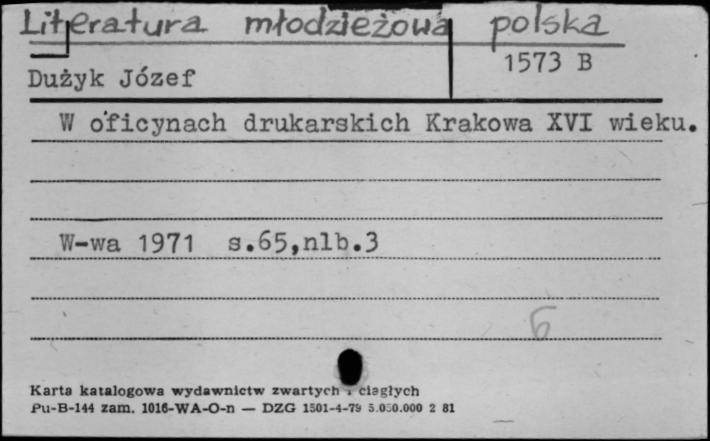 Literatura młodzieżowa polska
1573 B
Dużyk Józef
W oficynach drukarskich Krakowa XVI wieku.
W-wa 1971 s.65,nlb.3
6
Karta katalogowa wydawnictw zwartych i ciągłych
Pu-B-144 zam. 1016-WA-O-n — DZG 1501-4-79 5.050.000 2 81